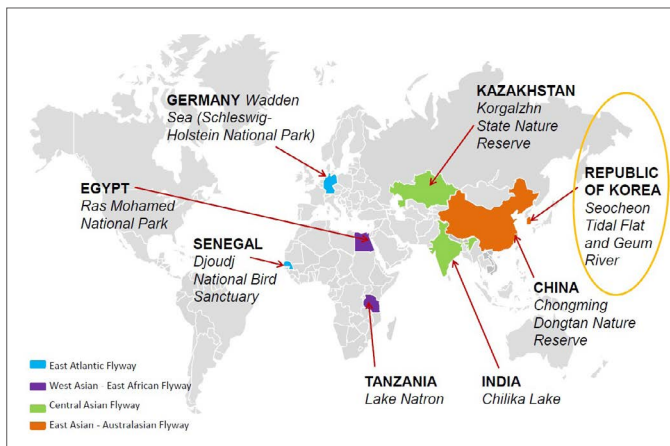 GERMANY Wadden
Sea (Schleswig-
Holstein National Park)
KAZAKHSTAN
Korgalzhn
State Nature
Reserve
EGYPT
Ras Mohamed
National Park
REPUBLIC
OF KOREA
Seocheon
Tidal Flat
and Geum
River
SENEGAL
Djoudj
National Bird
Sanctuary
CHINA
Chongming
Dongtan Nature
Reserve
TANZANIA
Lake Natron
INDIA
Chilika Lake
East Atlantic Flyway
West Asian - East African Flyway
Central Asian Flyway
East Asian - Australasian Flyway